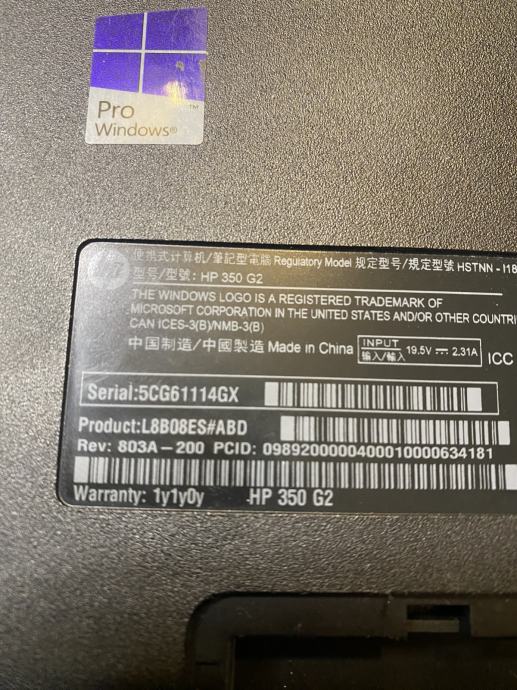 Pro
Windows®
便携式计算机/筆記型電腦 Regulatory Model 规定型号/規定型號 HSTNN - I18
型号/型號: HP 350 G2
THE WINDOWS LOGO IS A REGISTERED TRADEMARK OF
MICROSOFT CORPORATION IN THE UNITED STATES AND/OR OTHER COUNTRI
CAN ICES-3(B)/NMB-3(B)
中国制造/中國製造 Made in China INPUT 输入/輸入 19.5V ⎓ 2.31A ICC
Serial:5CG61114GX
Product:L8B08ES#ABD
Rev: 803A-200 PCID: 0989200000400010000634181
Warranty: 1y1y0y HP 350 G2